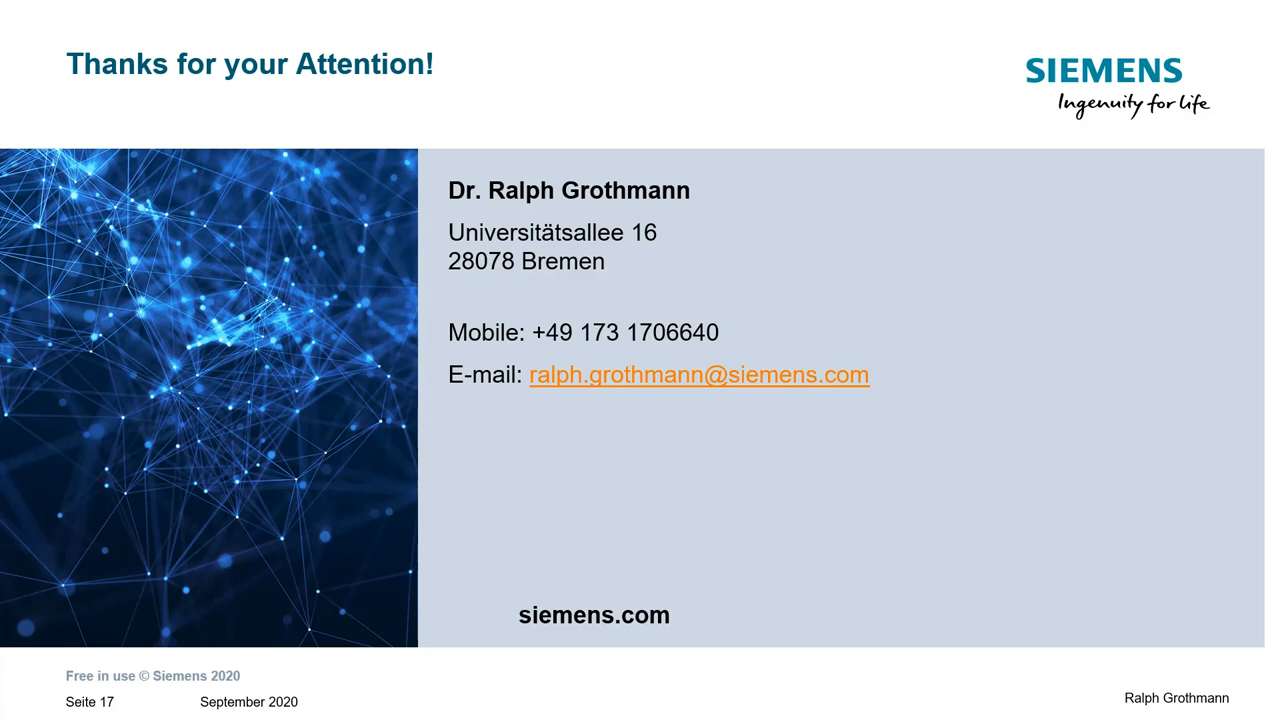 Thanks for your Attention!
SIEMENS
Ingenuity for life
Dr. Ralph Grothmann
Universitätsallee 16
28078 Bremen
Mobile: +49 173 1706640
E-mail: ralph.grothmann@siemens.com
siemens.com
Free in use © Siemens 2020
Seite 17 September 2020
Ralph Grothmann